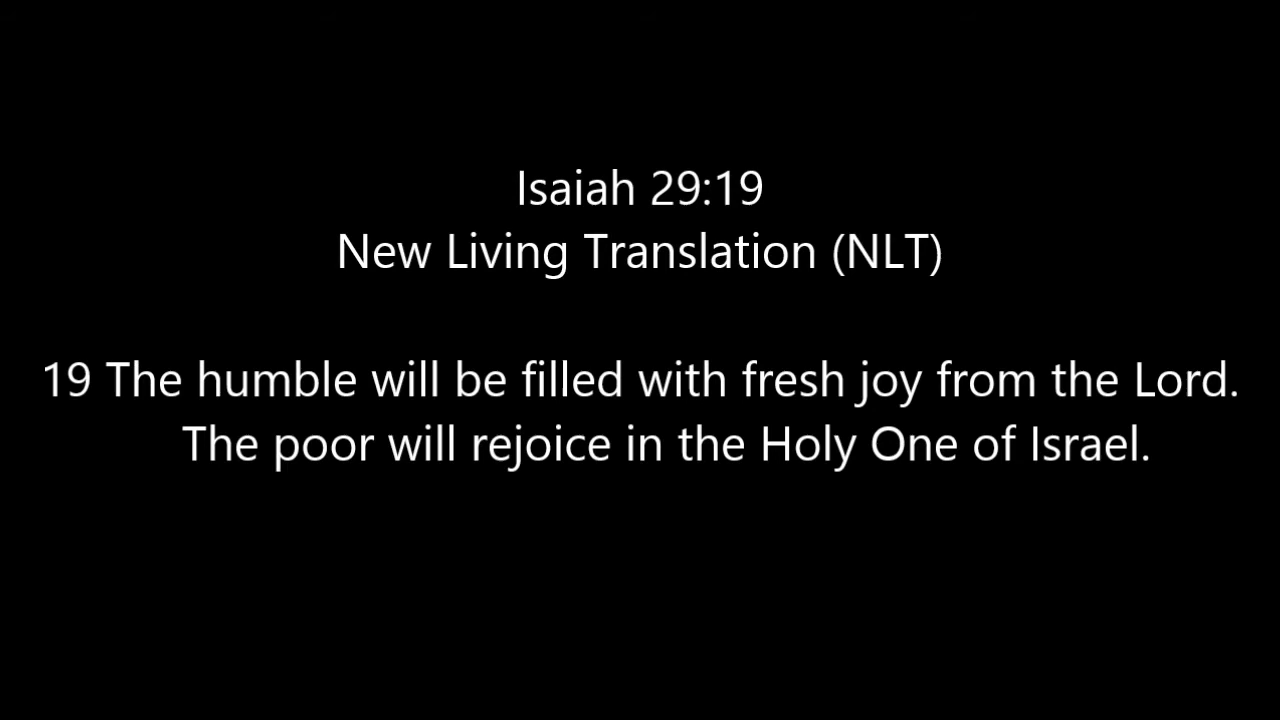 Isaiah 29:19
New Living Translation (NLT)
19 The humble will be filled with fresh joy from the Lord.
The poor will rejoice in the Holy One of Israel.